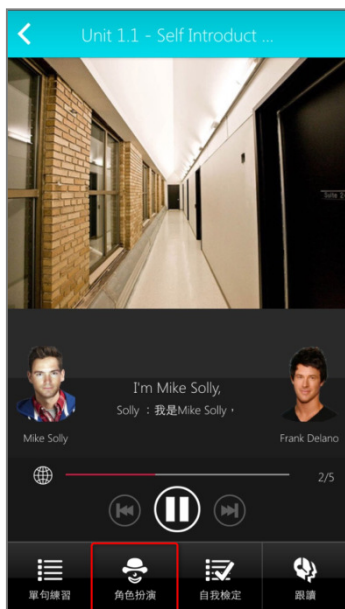 Unit 1.1 - Self Introduct ...
I'm Mike Solly,
Solly ：我是Mike Solly，
Mike Solly
Frank Delano
2/5
單句練習
角色扮演
自我檢定
跟讀